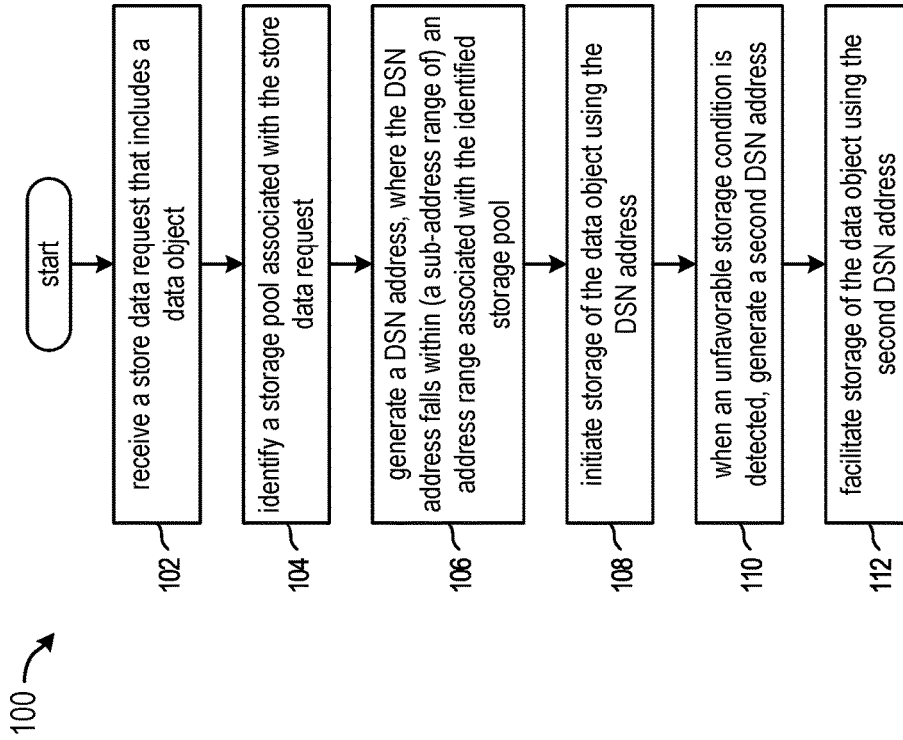 100
start
102
receive a store data request that includes a
data object
104
identify a storage pool associated with the store
data request
106
generate a DSN address, where the DSN
address falls within (a sub-address range of) an
address range associated with the identified
storage pool
108
initiate storage of the data object using the
DSN address
110
when an unfavorable storage condition is
detected, generate a second DSN address
112
facilitate storage of the data object using the
second DSN address